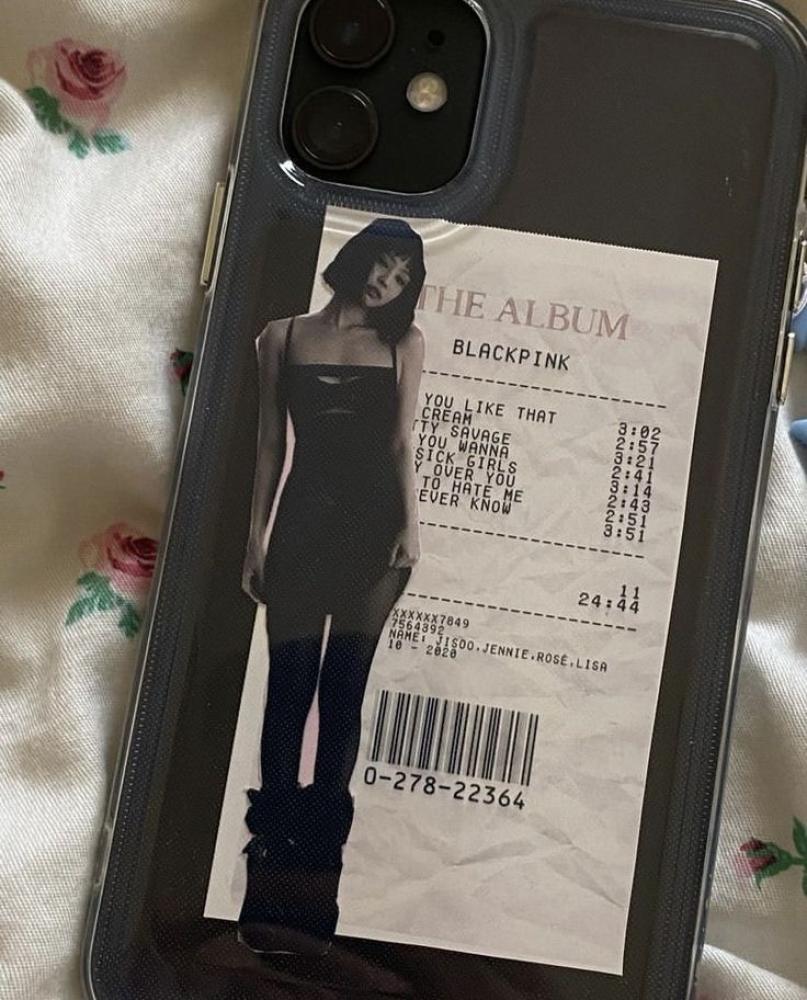 THE ALBUM
BLACKPINK
YOU LIKE THAT 3:02
CREAM 2:57
TTY SAVAGE 3:21
YOU WANNA 2:41
SICK GIRLS 3:14
Y OVER YOU 2:43
TO HATE ME 2:51
EVER KNOW 3:51
11
24:44
XXXXXX7849
7564392
NAME: JISOO,JENNIE,ROSÉ,LISA
10 - 2020
0-278-22364